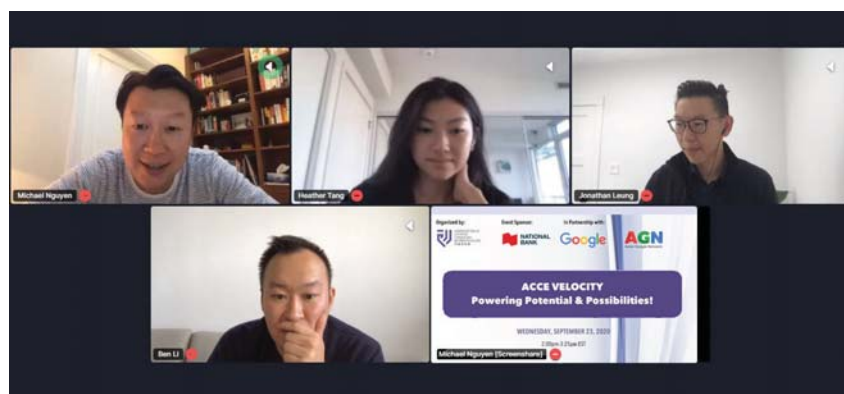 Michael Nguyen
Heather Tang
Jonathan Leung
Ben Li
Organized by:
Event Sponsor:
In Partnership with:
NATIONAL
BANK
Google
AGN
ACCE VELOCITY
Powering Potential & Possibilities!
WEDNESDAY, SEPTEMBER 23, 2020
Michael Nguyen (Screenshare)